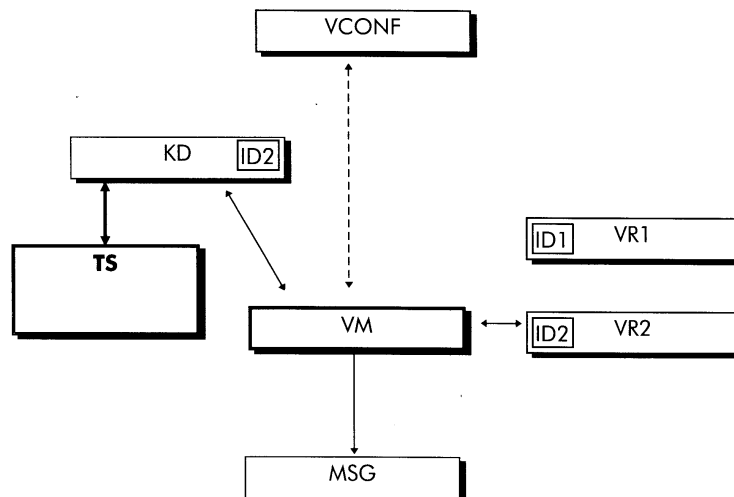 VCONF
KD ID2
TS
ID1 VR1
VM
ID2 VR2
MSG